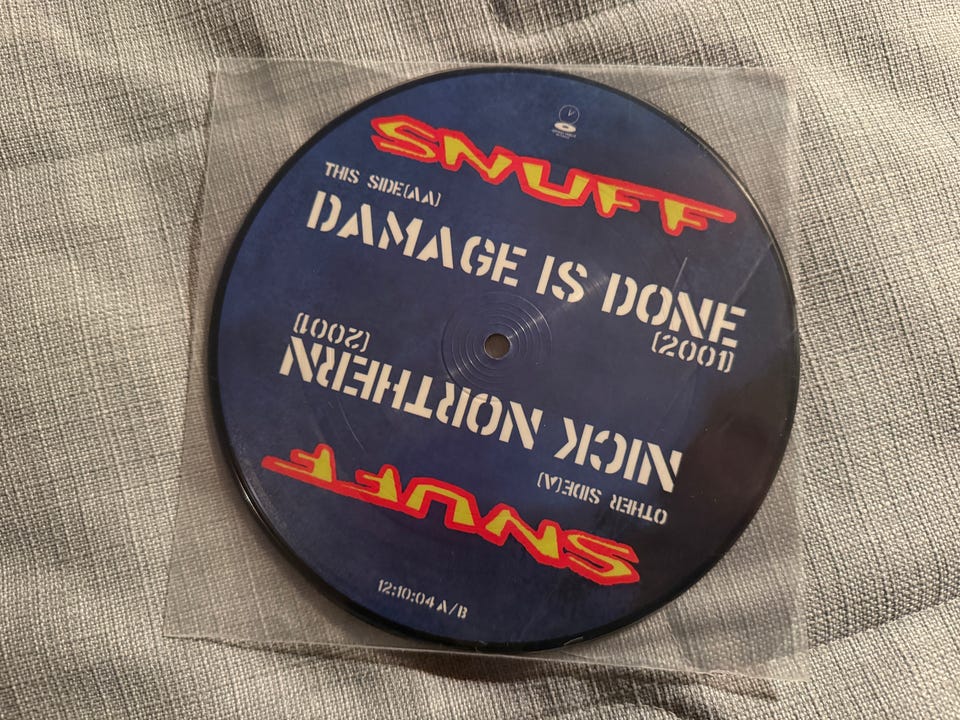 SNUFF
THIS SIDE(AA)
DAMAGE IS DONE
(2001)
SNUFF
OTHER SIDE(A)
NICK NORTHERN
(2001)
12:10:04 A/B